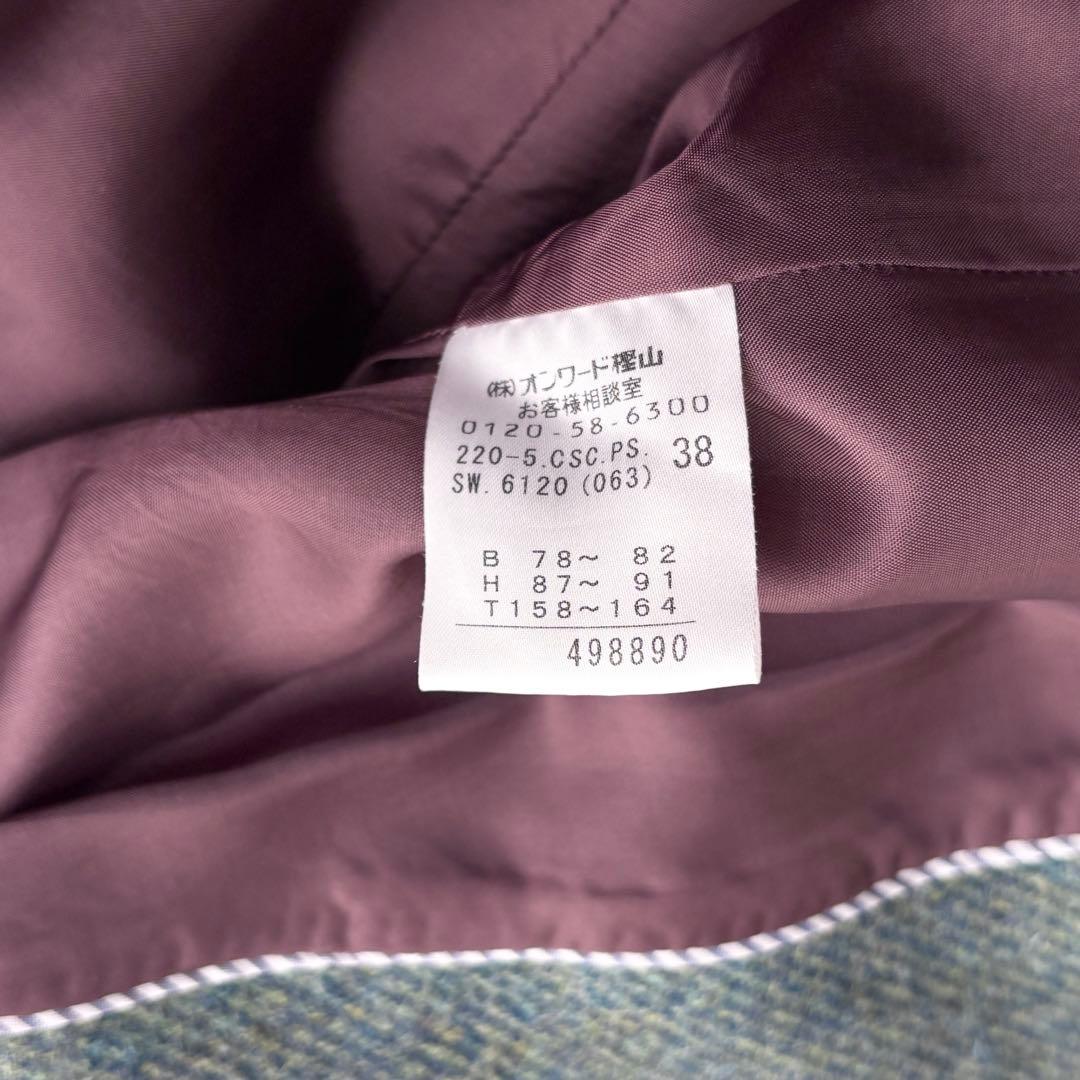 (株)オンワード樫山
お客様相談室
0120-58-6300
220-5.CSC.PS. 38
SW.6120(063)
B 78～ 82
H 87～ 91
T158～164
498890